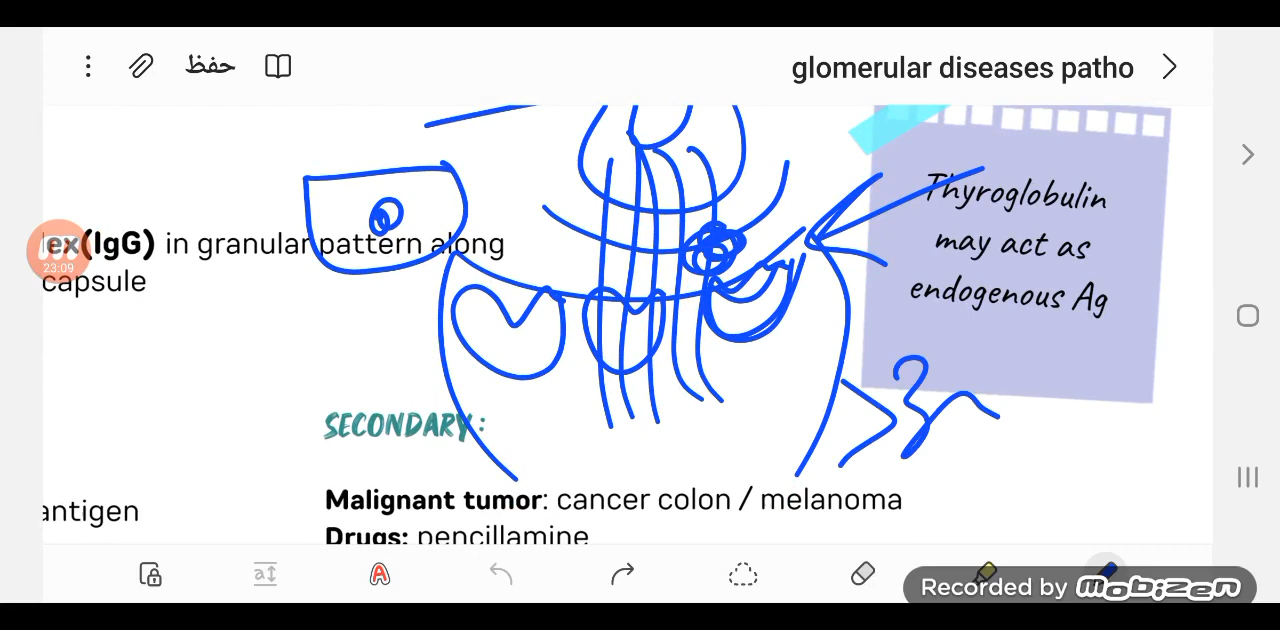 حفظ
glomerular diseases patho
Thyroglobulin
may act as
endogenous Ag
ex(IgG) in granular pattern along
capsule
23:09
SECONDARY:
antigen
Malignant tumor: cancer colon / melanoma
Drugs: pencillamine
Recorded by mobizen